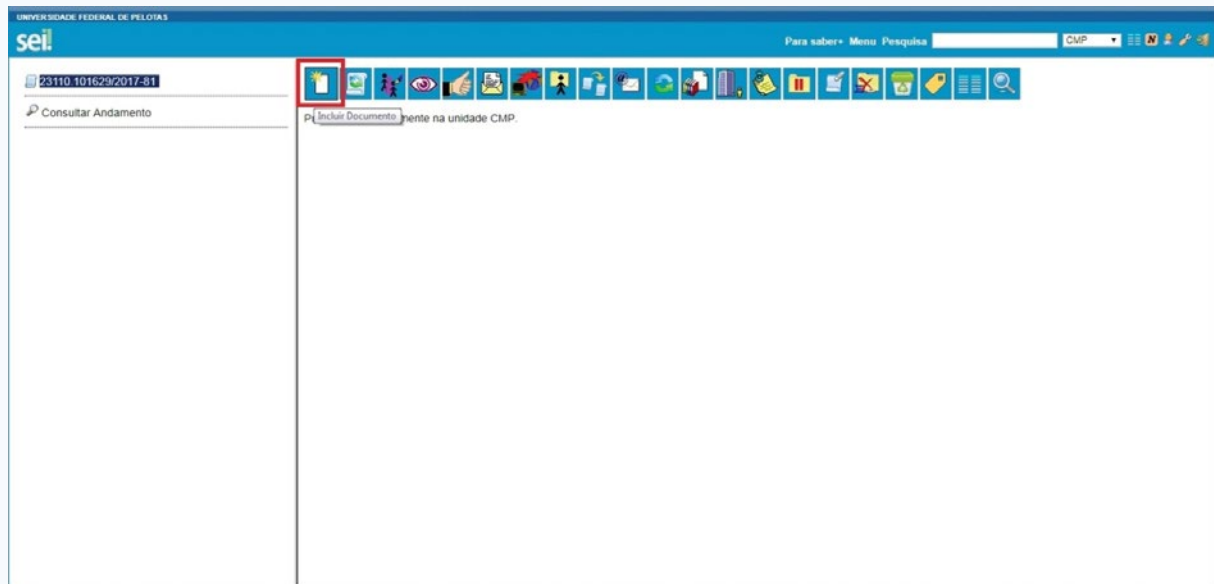 UNIVERSIDADE FEDERAL DE PELOTAS
sei!
Para saber+ Menu Pesquisa
CMP
23110.101629/2017-81
Consultar Andamento
Incluir Documento
P
mente na unidade CMP.